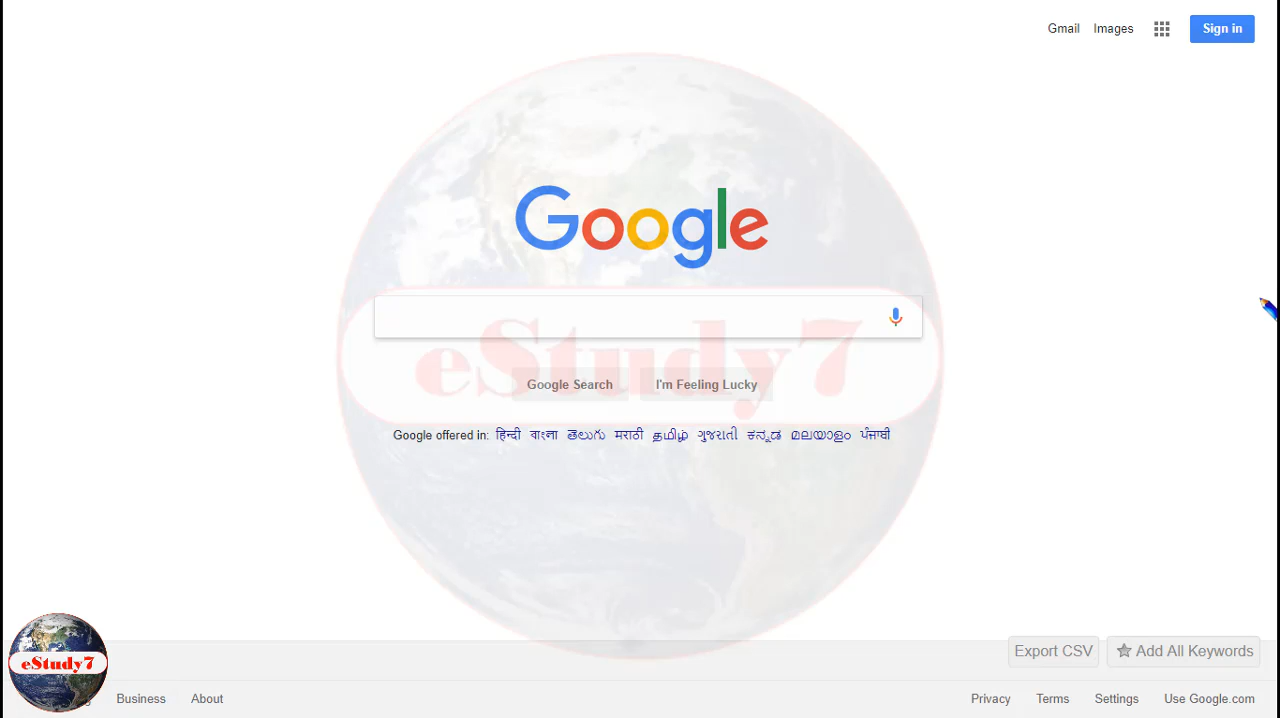 Gmail Images Sign in
Google
eStudy7
Google Search I'm Feeling Lucky
Google offered in: हिन्दी বাংলা తెలుగు मराठी தமிழ் ગુજરાતી ಕನ್ನಡ മലയാളം ਪੰਜਾਬੀ
Export CSV Add All Keywords
eStudy7
Business About Privacy Terms Settings Use Google.com